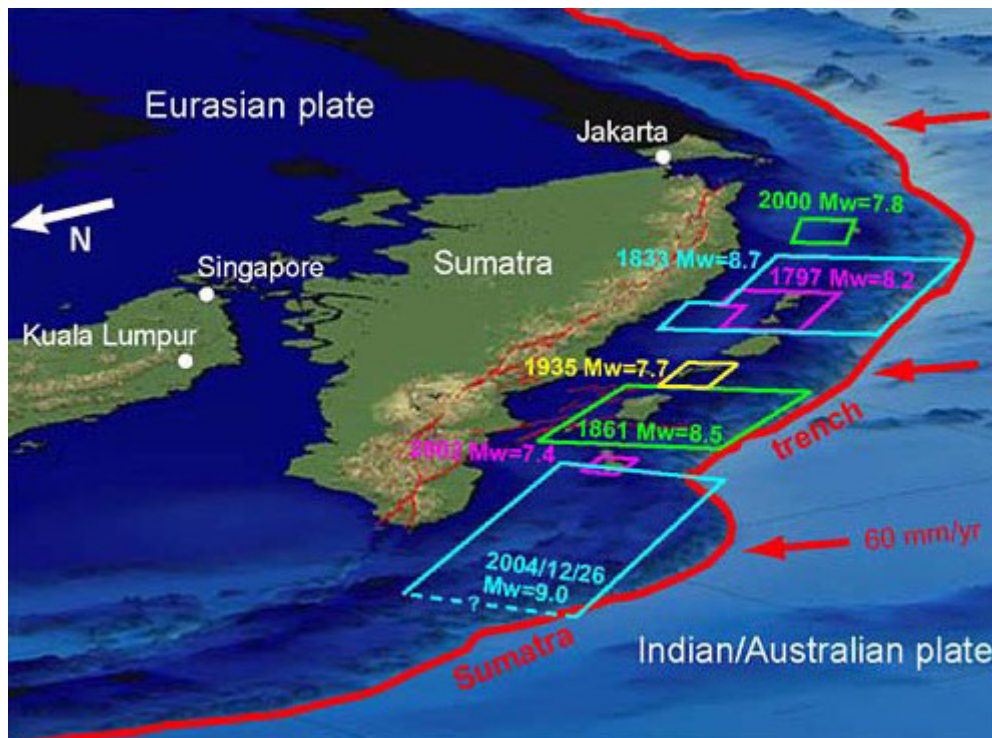 Eurasian plate
Jakarta
N
2000 Mw=7.8
Singapore
Sumatra
1833 Mw=8.7
1797 Mw=8.2
Kuala Lumpur
1935 Mw=7.7
1861 Mw=8.5
Mw=7.4
trench
60 mm/yr
2004/12/26
Mw=9.0
?
Sumatra
Indian/Australian plate